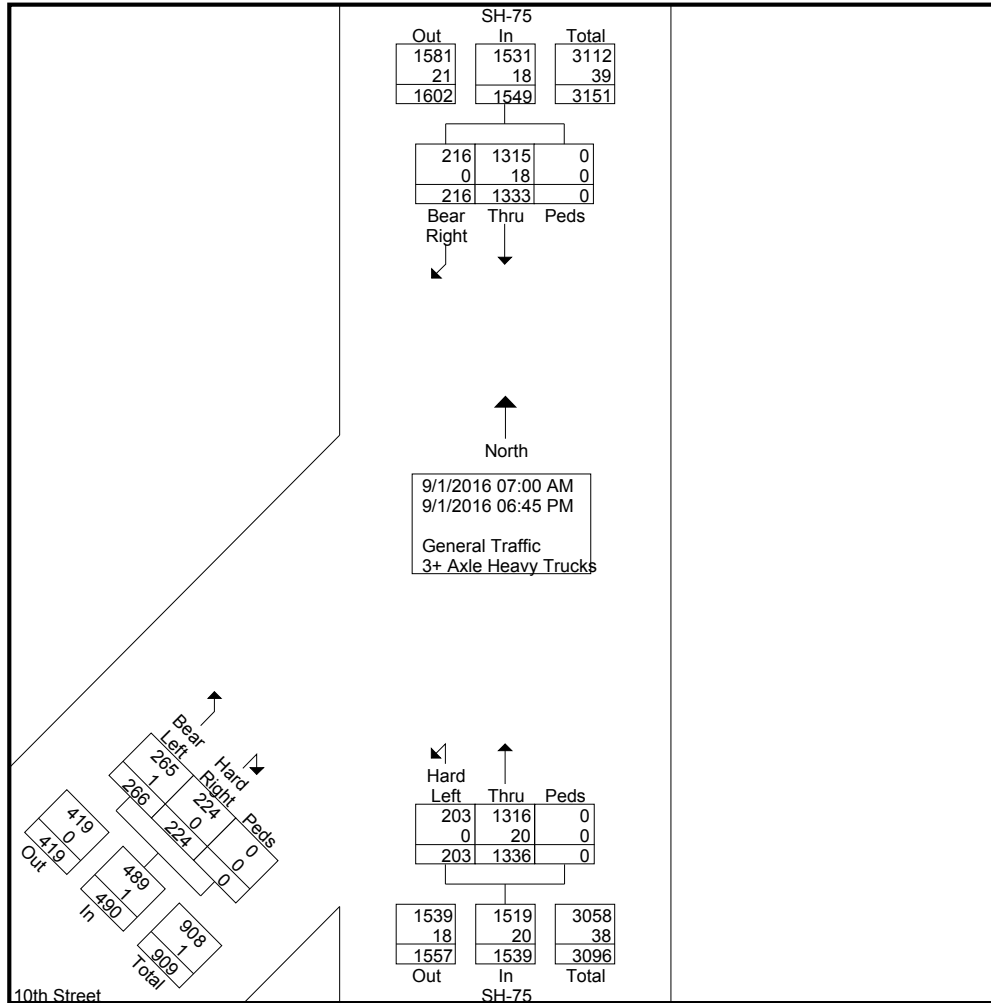 SH-75
Out In Total
1581 1531 3112
21 18 39
1602 1549 3151
216 1315 0
0 18 0
216 1333 0
Bear Right Thru Peds
North
9/1/2016 07:00 AM
9/1/2016 06:45 PM
General Traffic
3+ Axle Heavy Trucks
Bear Left Hard Right Peds
265 224 0
1 0 0
266 224 0
419
0
419
Out
489
1
490
In
908
1
909
Total
10th Street
Hard Left Thru Peds
203 1316 0
0 20 0
203 1336 0
1539 1519 3058
18 20 38
1557 1539 3096
Out In Total
SH-75